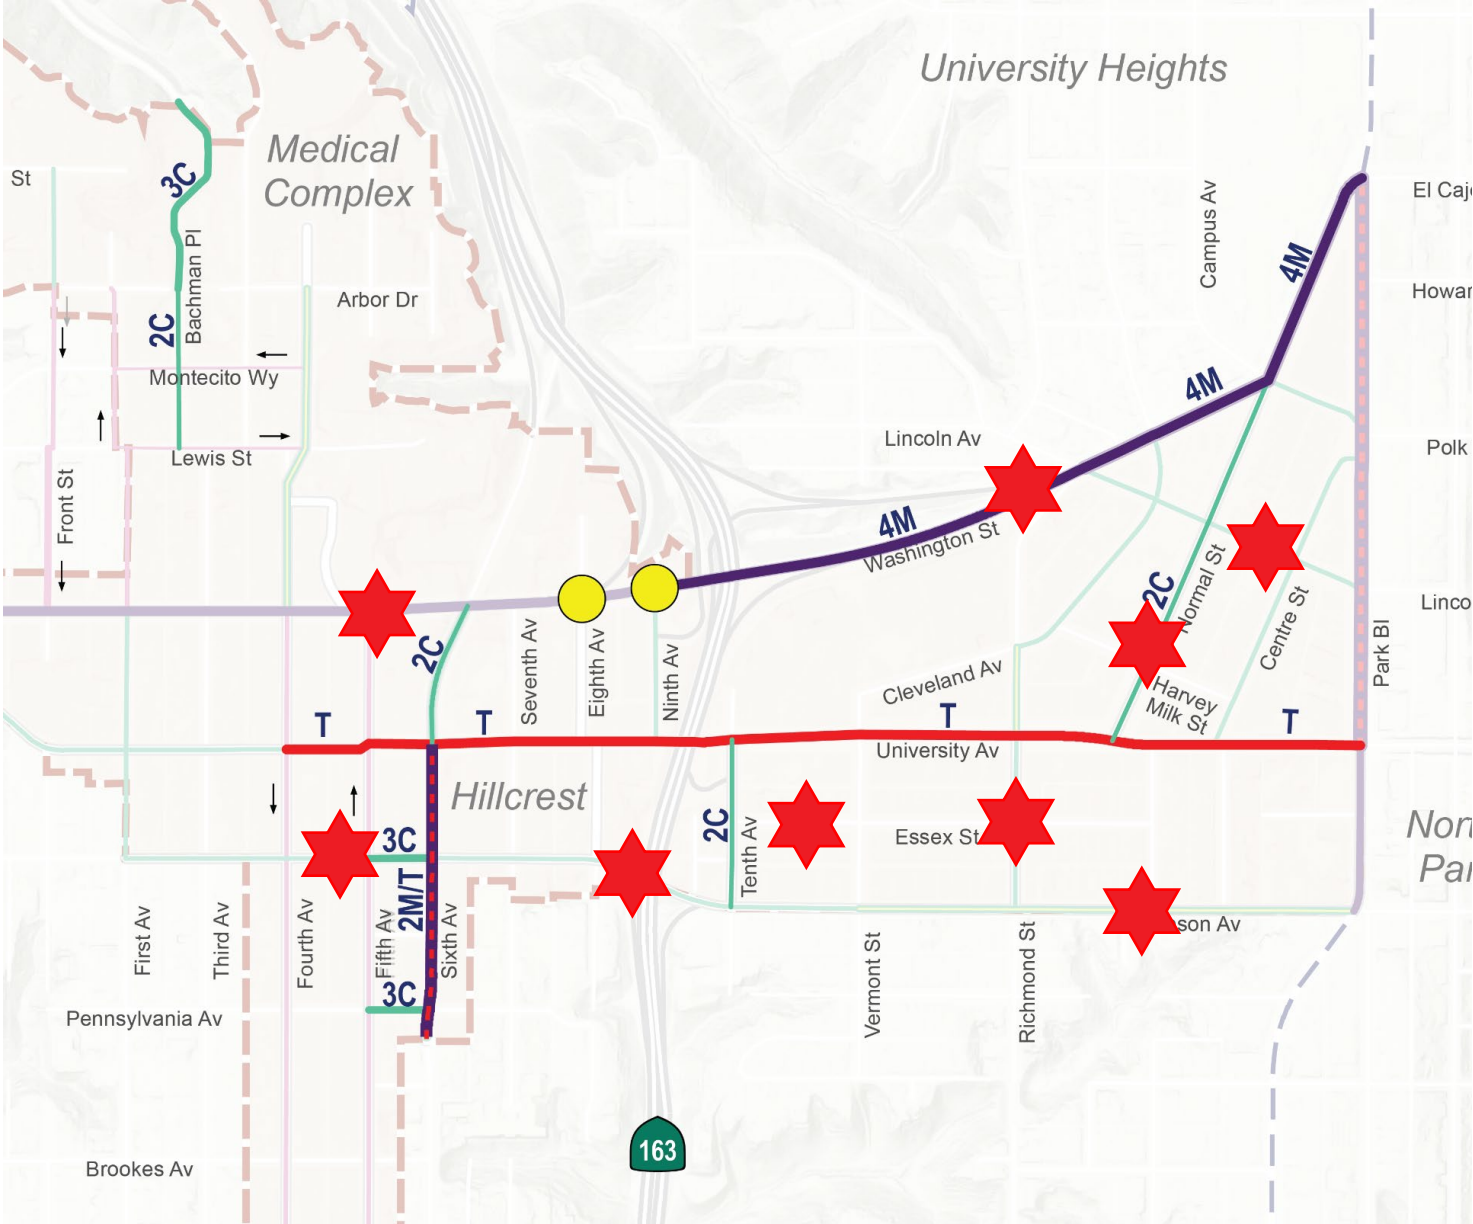 University Heights
Medical
Complex
St
3C
Campus Av
El Caj
4M
Bachman Pl
Arbor Dr
Howar
2C
Montecito Wy
4M
Lincoln Av
Polk
Lewis St
Front St
4M
Washington St
2C
Normal St
Centre St
Linco
2C
Seventh Av
Eighth Av
Ninth Av
Cleveland Av
Park Bl
Harvey
Milk St
T
T
T
T
University Av
Hillcrest
2C
Tenth Av
Essex St
3C
2M/T
Nor
Par
First Av
Third Av
Fourth Av
Fifth Av
Sixth Av
son Av
3C
Pennsylvania Av
Vermont St
Richmond St
163
Brookes Av